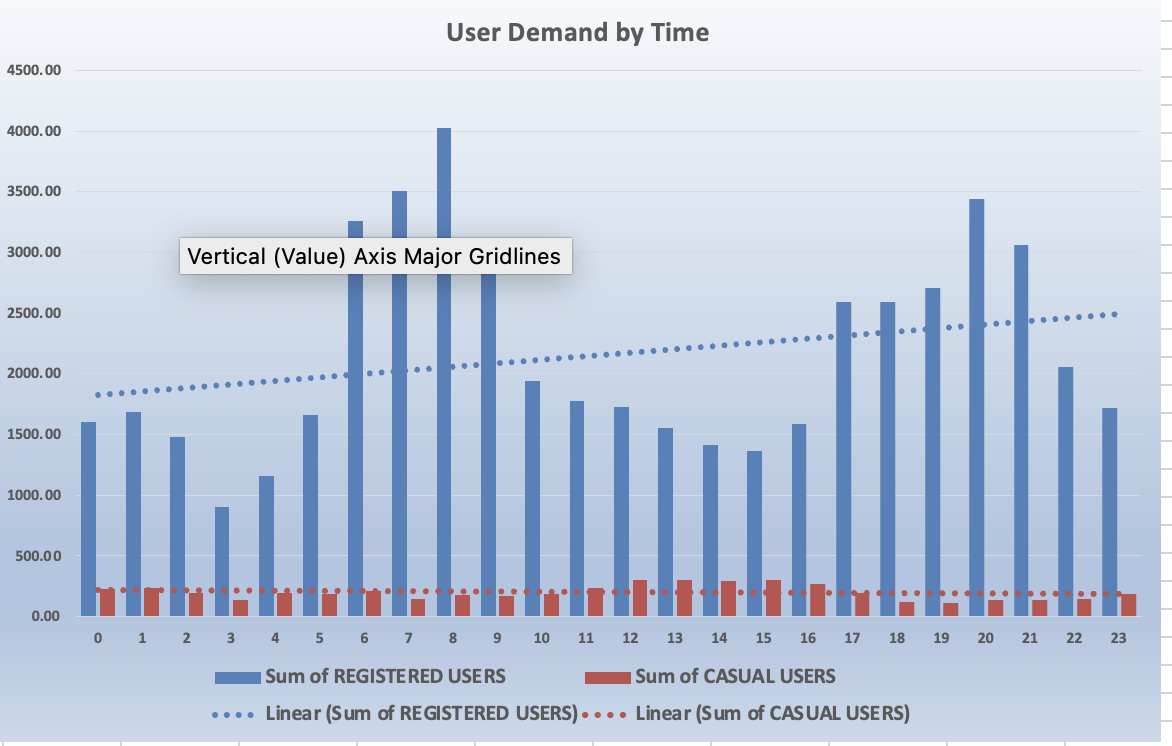 User Demand by Time
4500.00
4000.00
3500.00
3000.00
2500.00
2000.00
1500.00
1000.00
500.00
0.00
Vertical (Value) Axis Major Gridlines
0 1 2 3 4 5 6 7 8 9 10 11 12 13 14 15 16 17 18 19 20 21 22 23
Sum of REGISTERED USERS Sum of CASUAL USERS
Linear (Sum of REGISTERED USERS) Linear (Sum of CASUAL USERS)